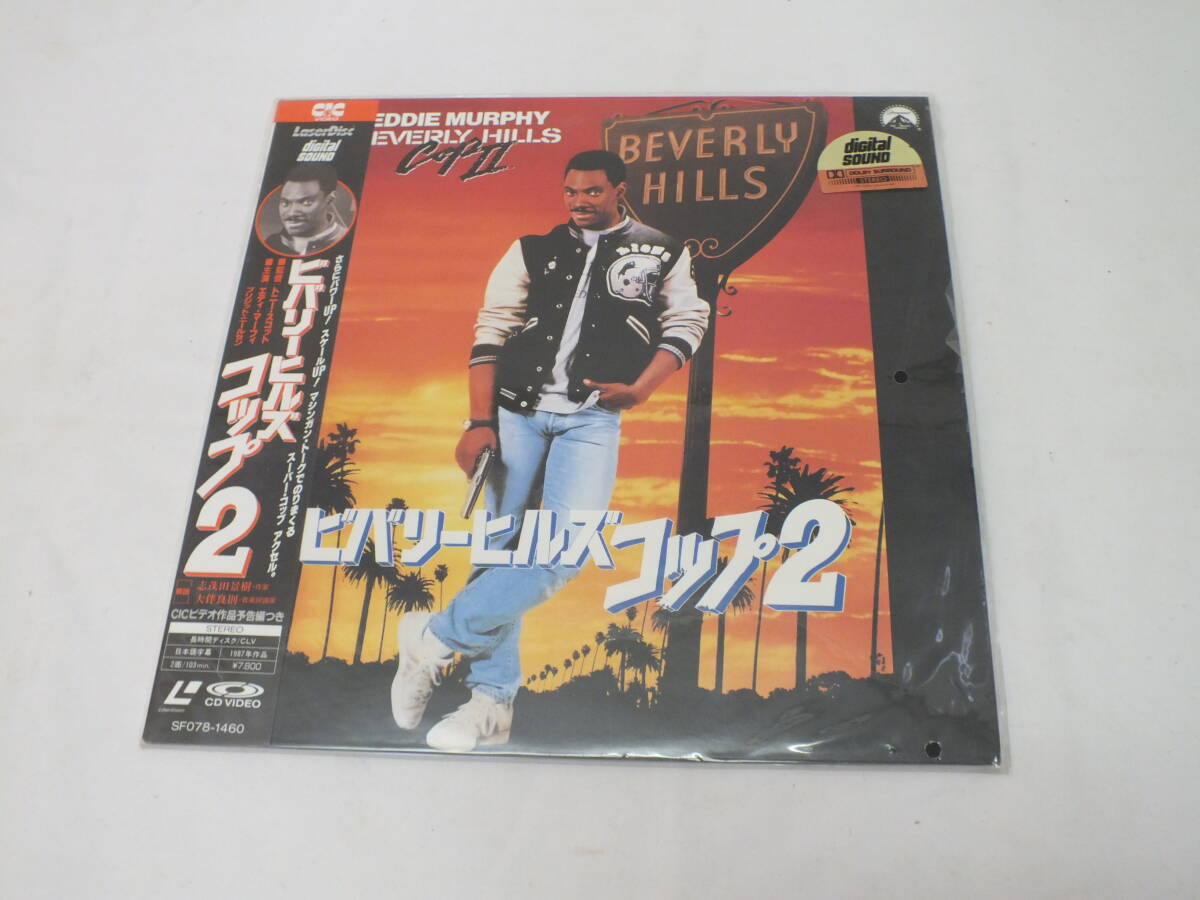 CIC
VIDEO
LaserDisc
digital
SOUND
ビバリーヒルズ
コップ2
■監督 トニー・スコット
■主演 エディ・マーフィ
ブリジット・ニールセン
さらにパワーUP! スケールUP! マシンガン・トークでのりまくる
スーパー・コップ アクセル。
解説
志茂田景樹・作家
大伴良則・音楽評論家
CICビデオ作品予告編つき
STEREO
長時間ディスク/CLV
日本語字幕 1987年作品
2面/103min. ¥7,800
CD VIDEO
SF078-1460
EDDIE MURPHY
EVERLY HILLS
Cop II
BEVERLY
HILLS
digital
SOUND
DOLBY SURROUND
STEREO
ビバリーヒルズコップ2